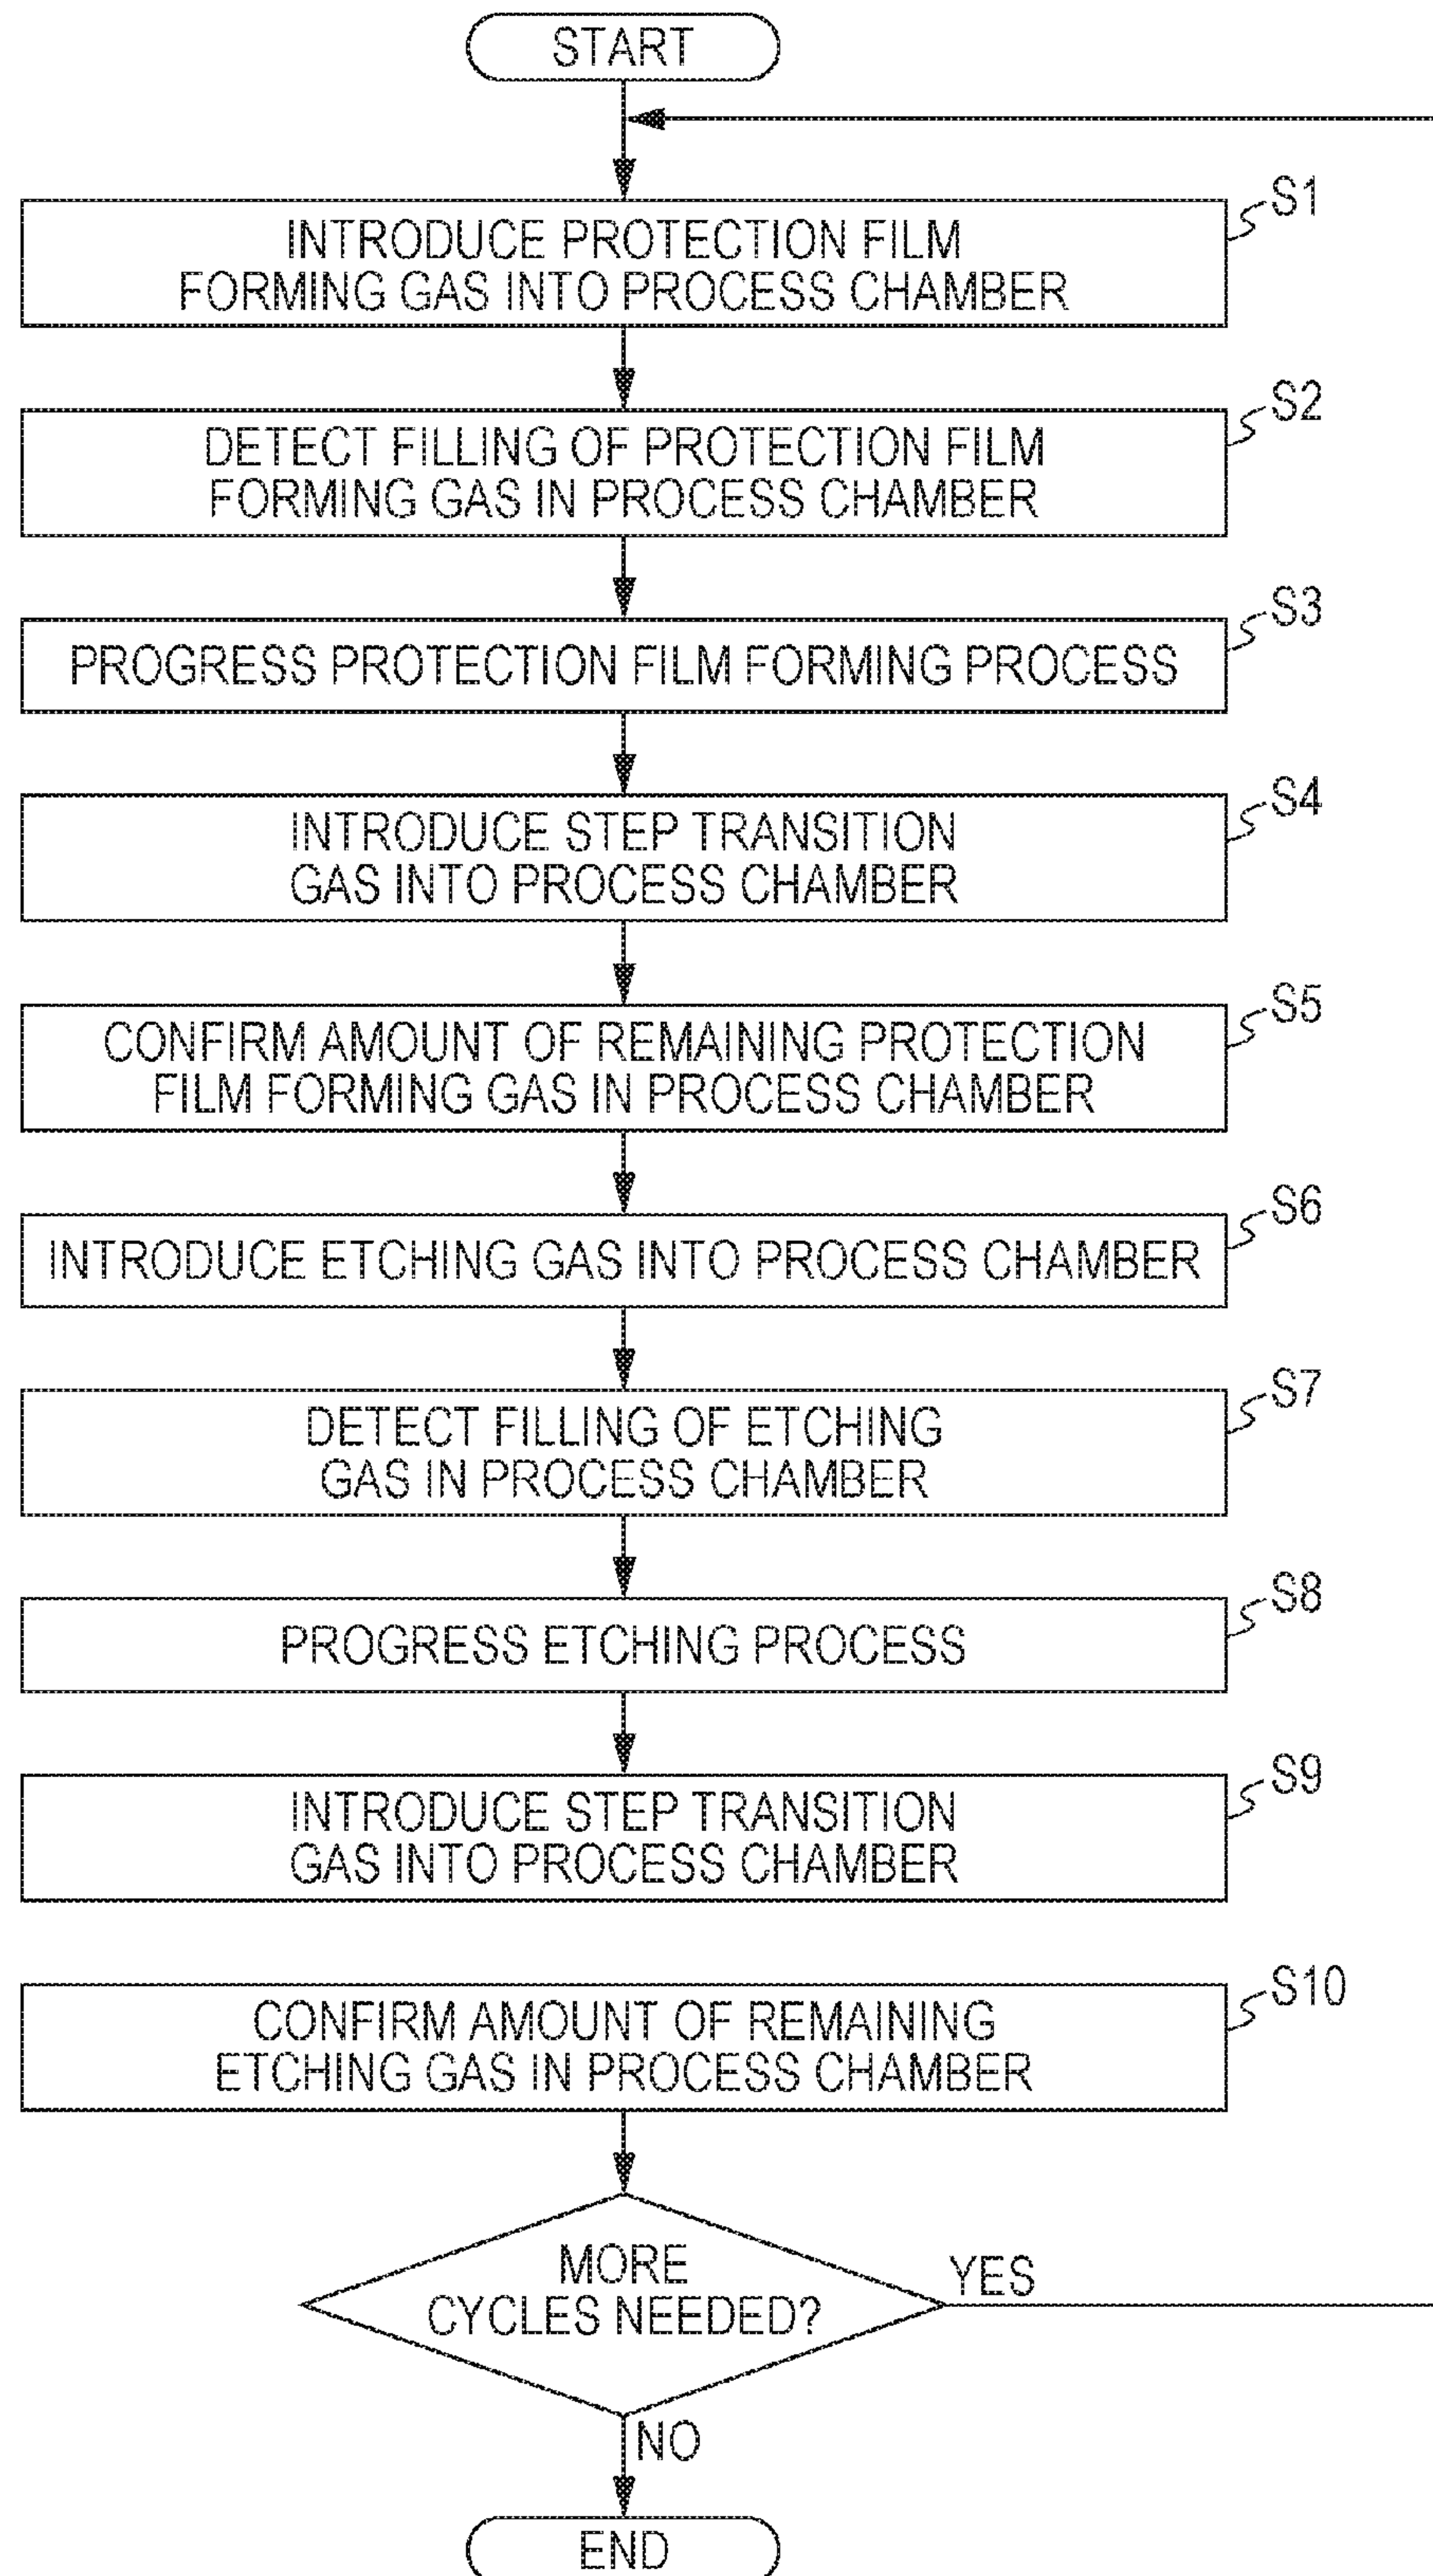 START
S1
INTRODUCE PROTECTION FILM
FORMING GAS INTO PROCESS CHAMBER
S2
DETECT FILLING OF PROTECTION FILM
FORMING GAS IN PROCESS CHAMBER
S3
PROGRESS PROTECTION FILM FORMING PROCESS
S4
INTRODUCE STEP TRANSITION
GAS INTO PROCESS CHAMBER
S5
CONFIRM AMOUNT OF REMAINING PROTECTION
FILM FORMING GAS IN PROCESS CHAMBER
S6
INTRODUCE ETCHING GAS INTO PROCESS CHAMBER
S7
DETECT FILLING OF ETCHING
GAS IN PROCESS CHAMBER
S8
PROGRESS ETCHING PROCESS
S9
INTRODUCE STEP TRANSITION
GAS INTO PROCESS CHAMBER
S10
CONFIRM AMOUNT OF REMAINING
ETCHING GAS IN PROCESS CHAMBER
MORE
CYCLES NEEDED?
YES
NO
END